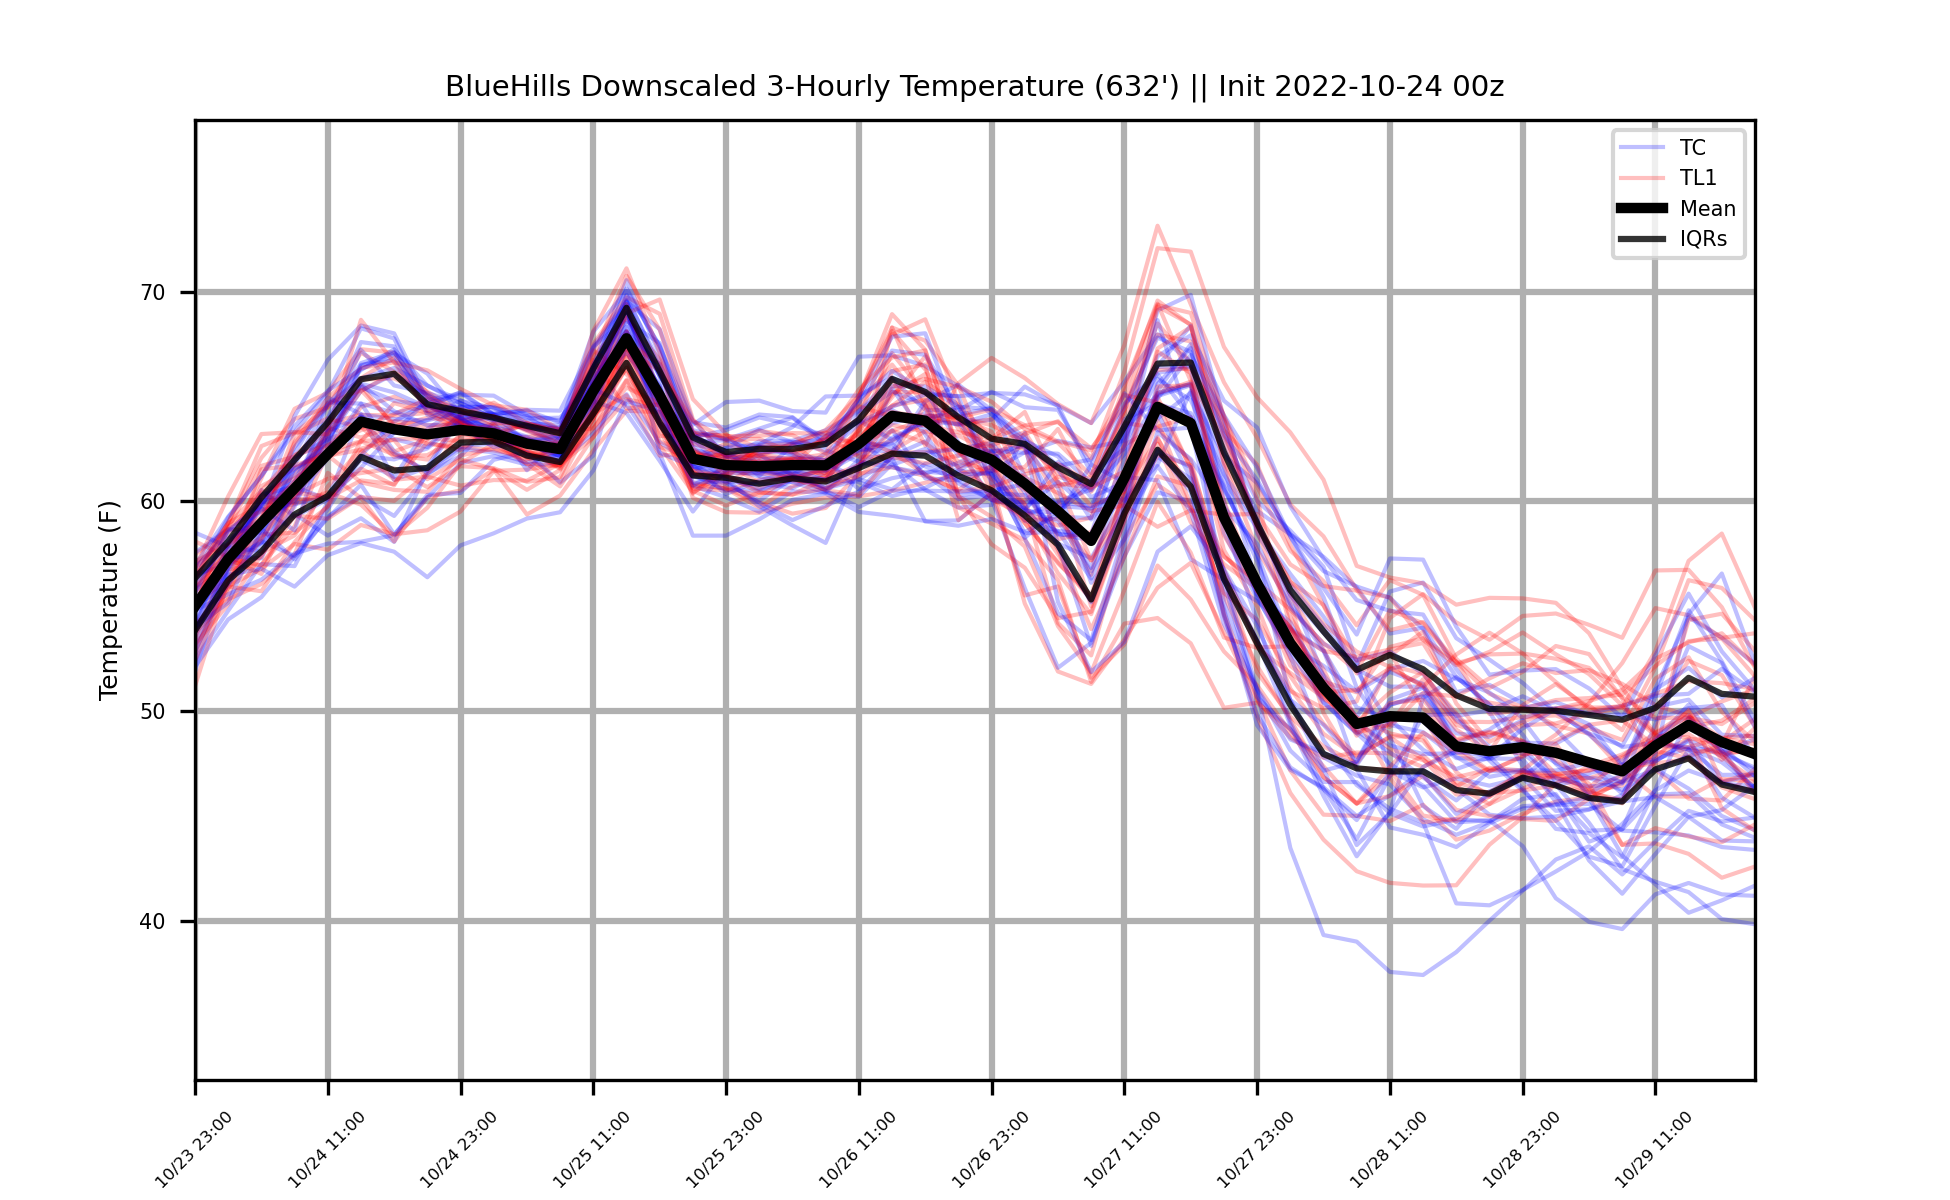 BlueHills Downscaled 3-Hourly Temperature (632') || Init 2022-10-24 00z
TC
TL1
Mean
IQRs
Temperature (F)
70
60
50
40
10/23 23:00
10/24 11:00
10/24 23:00
10/25 11:00
10/25 23:00
10/26 11:00
10/26 23:00
10/27 11:00
10/27 23:00
10/28 11:00
10/28 23:00
10/29 11:00